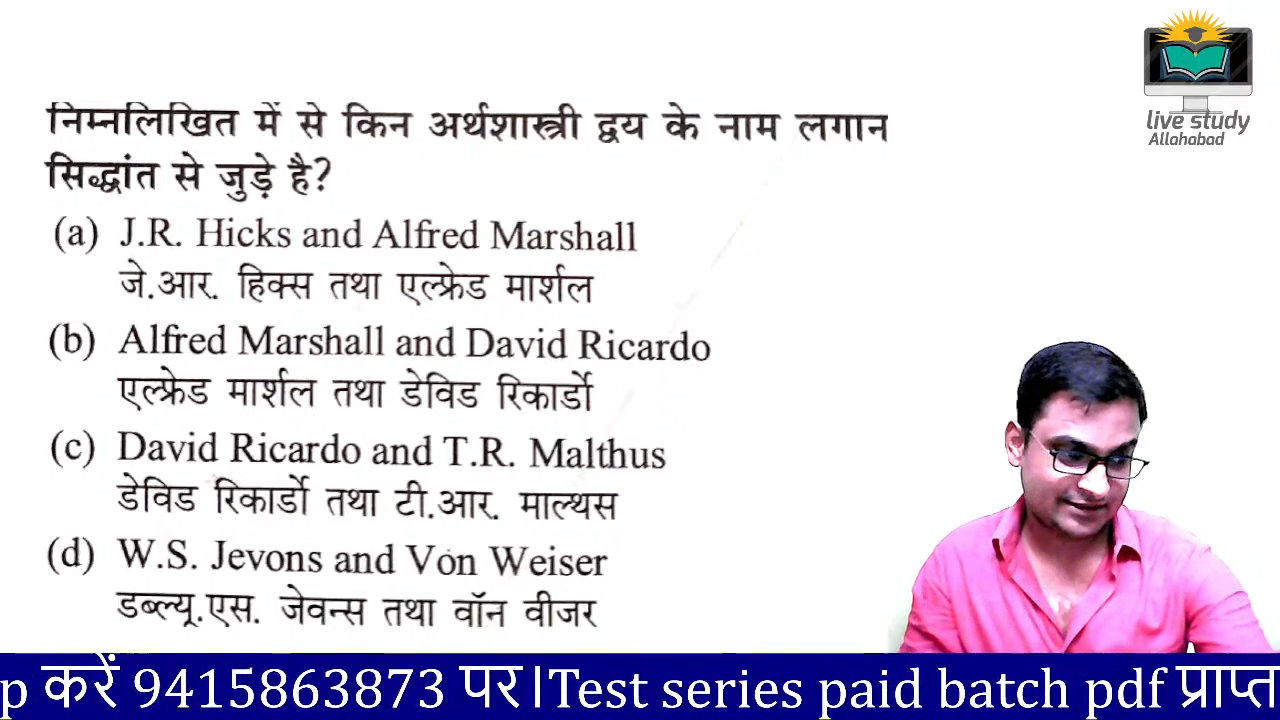 live study
Allahabad
निम्नलिखित में से किन अर्थशास्त्री द्वय के नाम लगान
सिद्धांत से जुड़े है?
(a) J.R. Hicks and Alfred Marshall
जे.आर. हिक्स तथा एल्फ्रेड मार्शल
(b) Alfred Marshall and David Ricardo
एल्फ्रेड मार्शल तथा डेविड रिकार्डो
(c) David Ricardo and T.R. Malthus
डेविड रिकार्डो तथा टी.आर. माल्थस
(d) W.S. Jevons and Von Weiser
डब्ल्यू.एस. जेवन्स तथा वॉन वीजर
p करें 9415863873 पर।Test series paid batch pdf प्राप्त